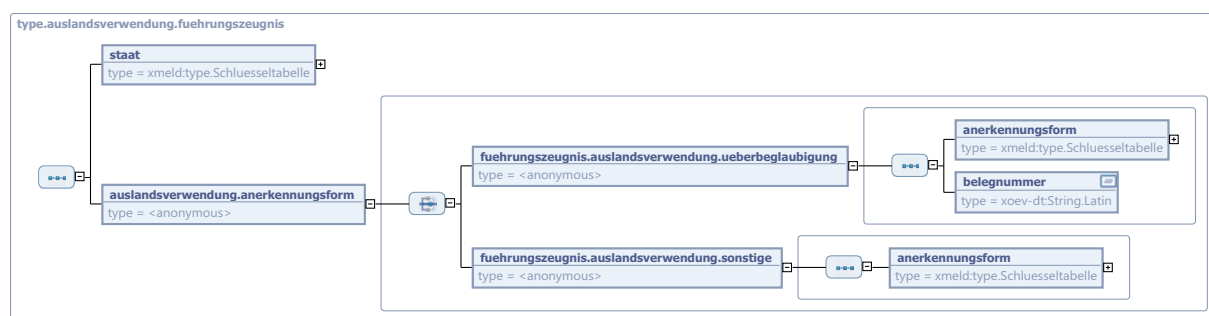 type.auslandsverwendung.fuehrungszeugnis
staat
type = xmeld:type.Schluesseltabelle
auslandsverwendung.anerkennungsform
type = <anonymous>
fuehrungszeugnis.auslandsverwendung.ueberbeglaubigung
type = <anonymous>
anerkennungsform
type = xmeld:type.Schluesseltabelle
belegnummer
type = xoev-dt:String.Latin
fuehrungszeugnis.auslandsverwendung.sonstige
type = <anonymous>
anerkennungsform
type = xmeld:type.Schluesseltabelle